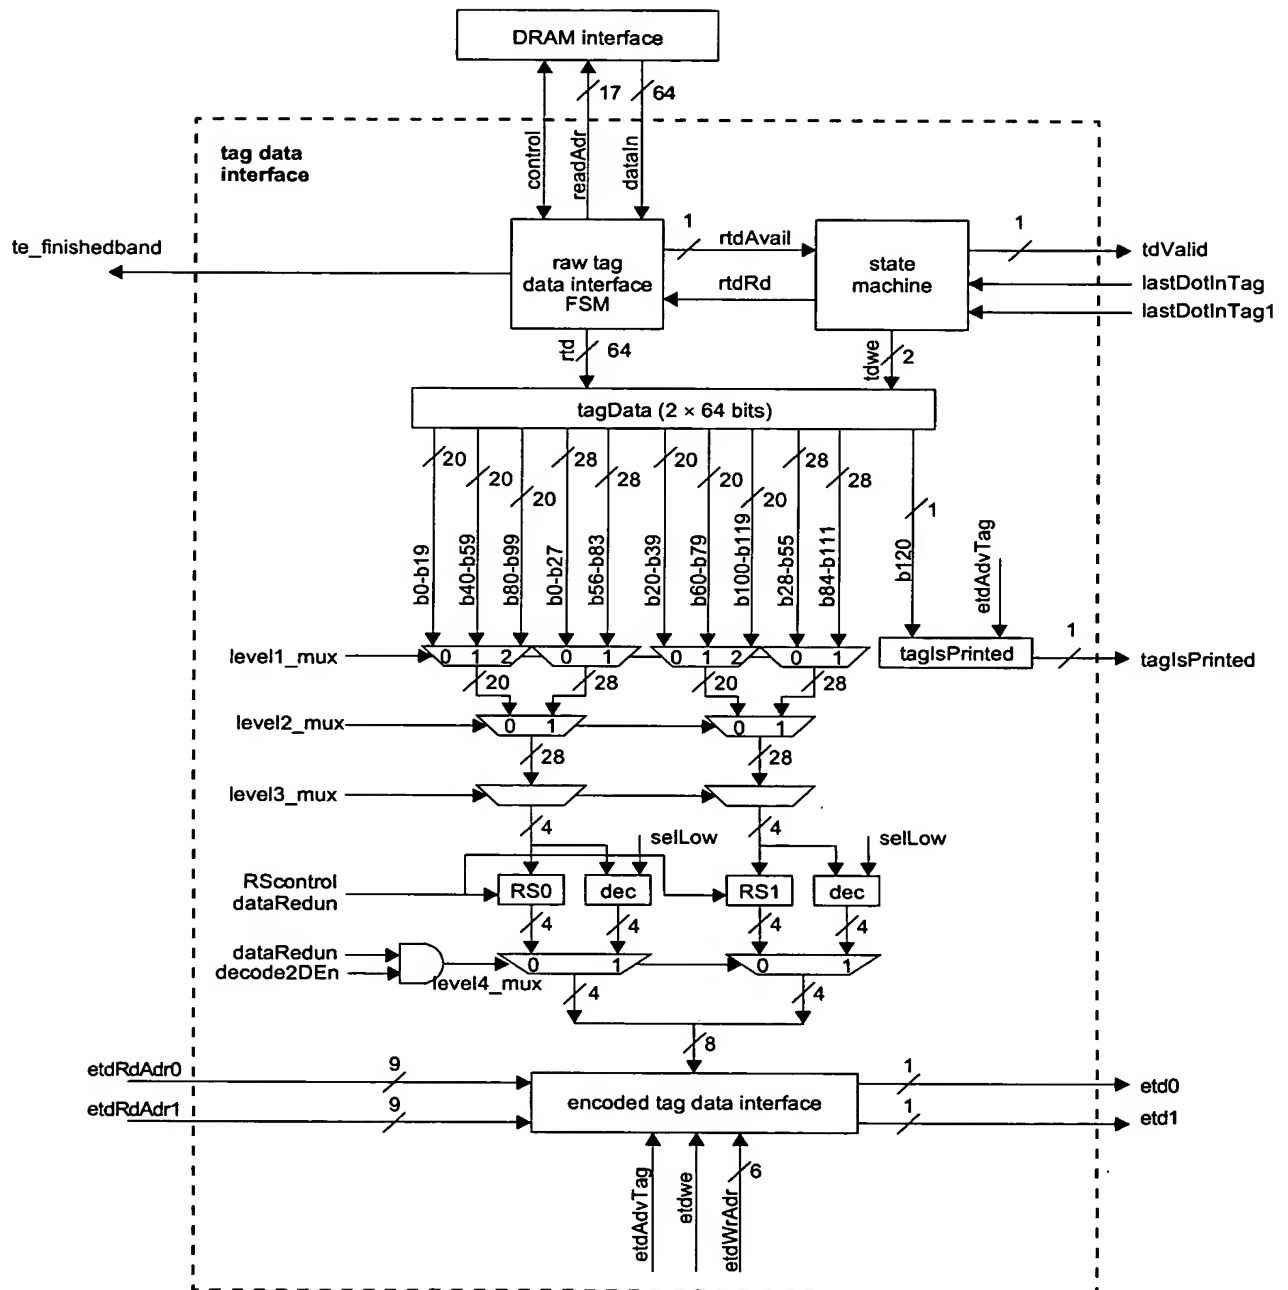 DRAM interface
17
64
tag data
interface
control
readAdr
dataIn
te_finishedband
raw tag
data interface
FSM
1
rtdAvail
rtdRd
state
machine
1
tdValid
lastDotInTag
lastDotInTag1
rtd
64
tdwe
2
tagData (2 × 64 bits)
20
20
20
28
28
20
20
20
28
28
1
b0-b19
b40-b59
b80-b99
b0-b27
b56-b83
b20-b39
b60-b79
b100-b119
b28-b55
b84-b111
b120
etdAdvTag
level1_mux
0 1 2
0 1
0 1 2
0 1
tagIsPrinted
1
tagIsPrinted
20
28
20
28
level2_mux
0 1
0 1
28
28
level3_mux
4
selLow
4
selLow
RScontrol
dataRedun
RS0
dec
RS1
dec
4
4
4
4
dataRedun
decode2DEn
level4_mux
0 1
0 1
4
4
8
etdRdAdr0
9
etdRdAdr1
9
encoded tag data interface
1
etd0
1
etd1
etdAdvTag
etdwe
etdWrAdr
6